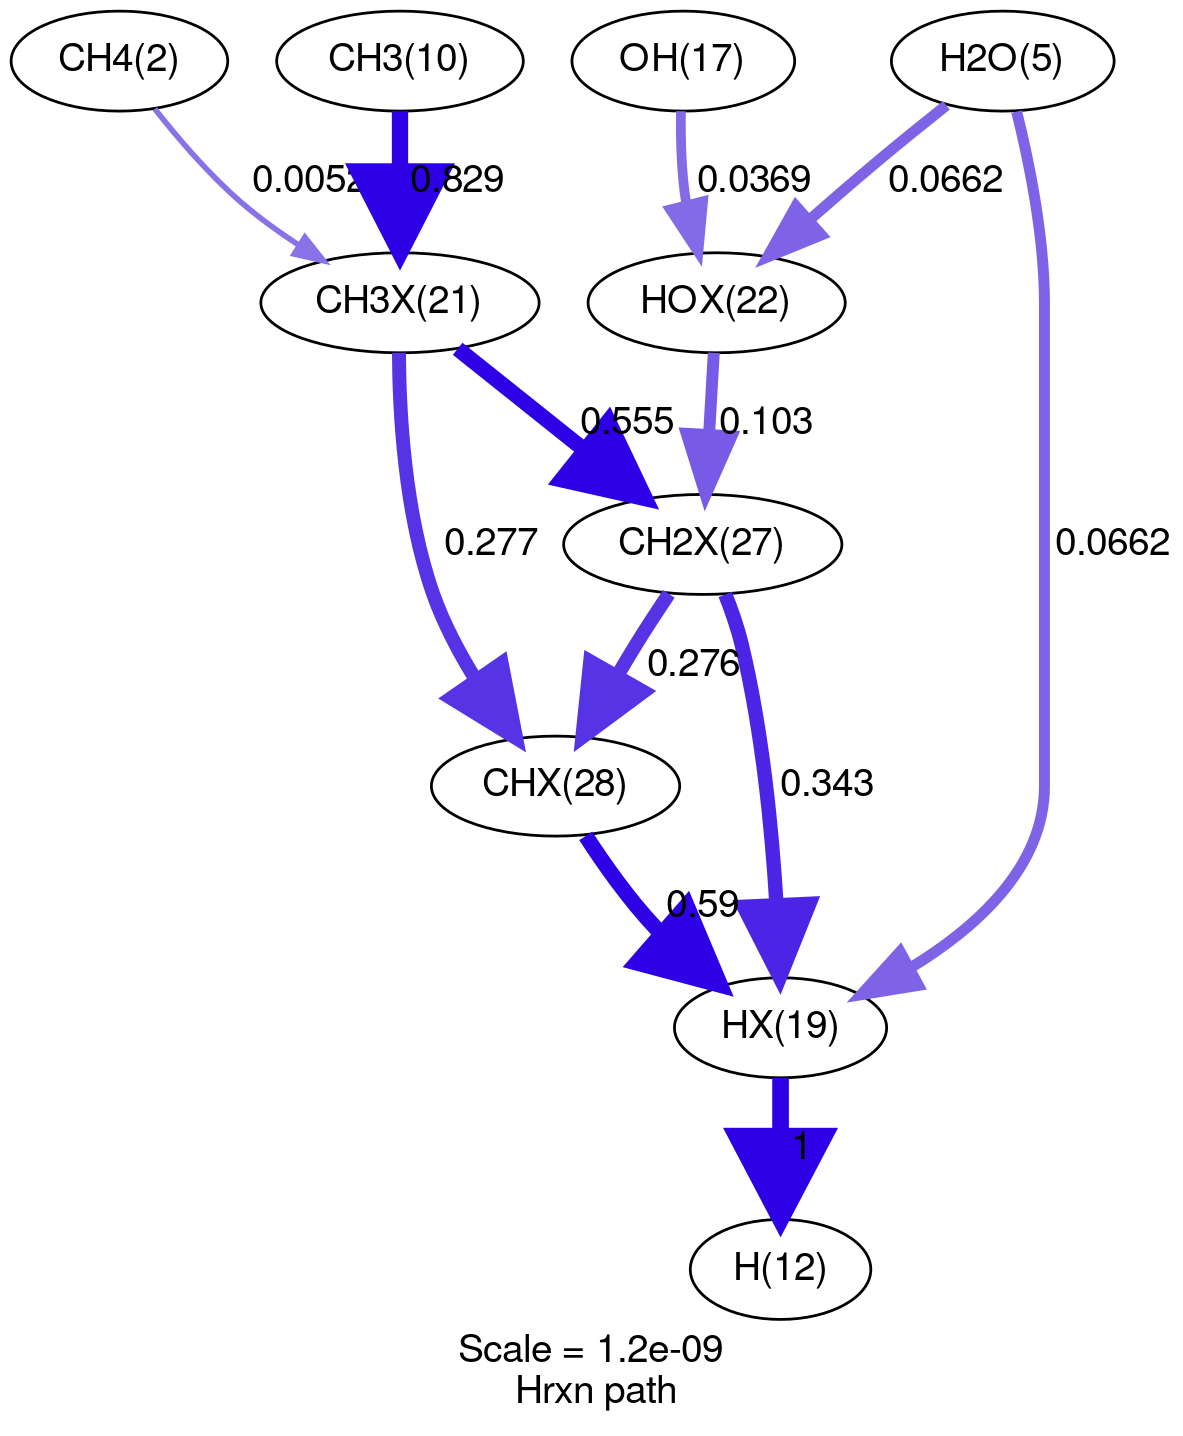 CH4(2)
CH3(10)
OH(17)
H2O(5)
0.829
0.0369
0.0662
CH3X(21)
HOX(22)
0.555
0.103
0.277
CH2X(27)
0.0662
0.276
CHX(28)
0.343
0.59
HX(19)
1
H(12)
Scale = 1.2e-09
Hrxn path